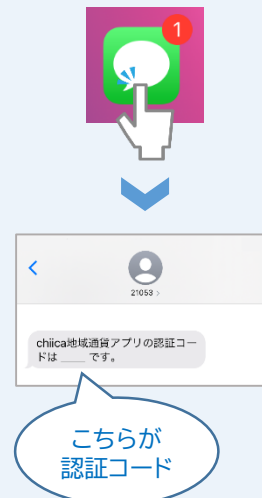 1
21053 >
chiica地域通貨アプリの認証コー
ドは ____ です。
こちらが
認証コード